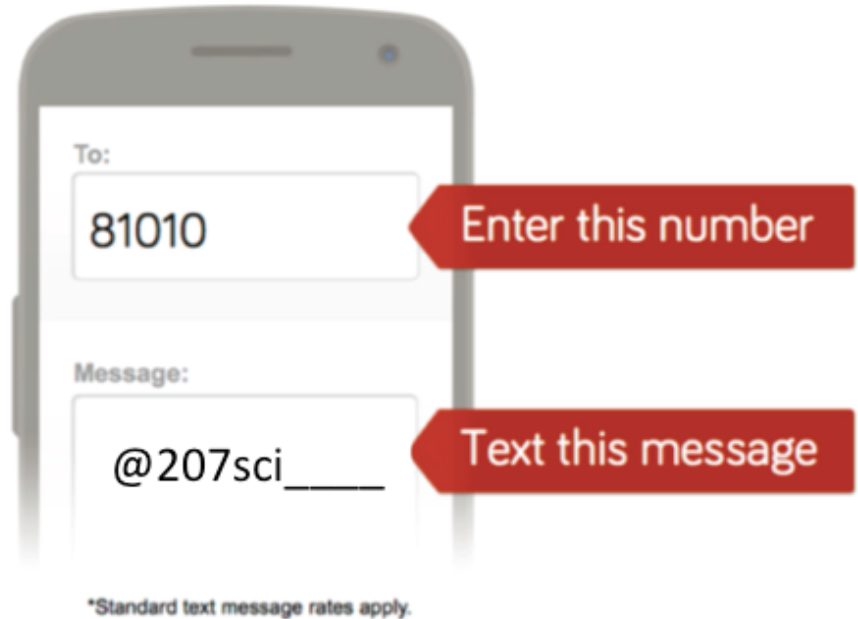 To:
81010
Enter this number
Message:
@207sci____
Text this message
*Standard text message rates apply.